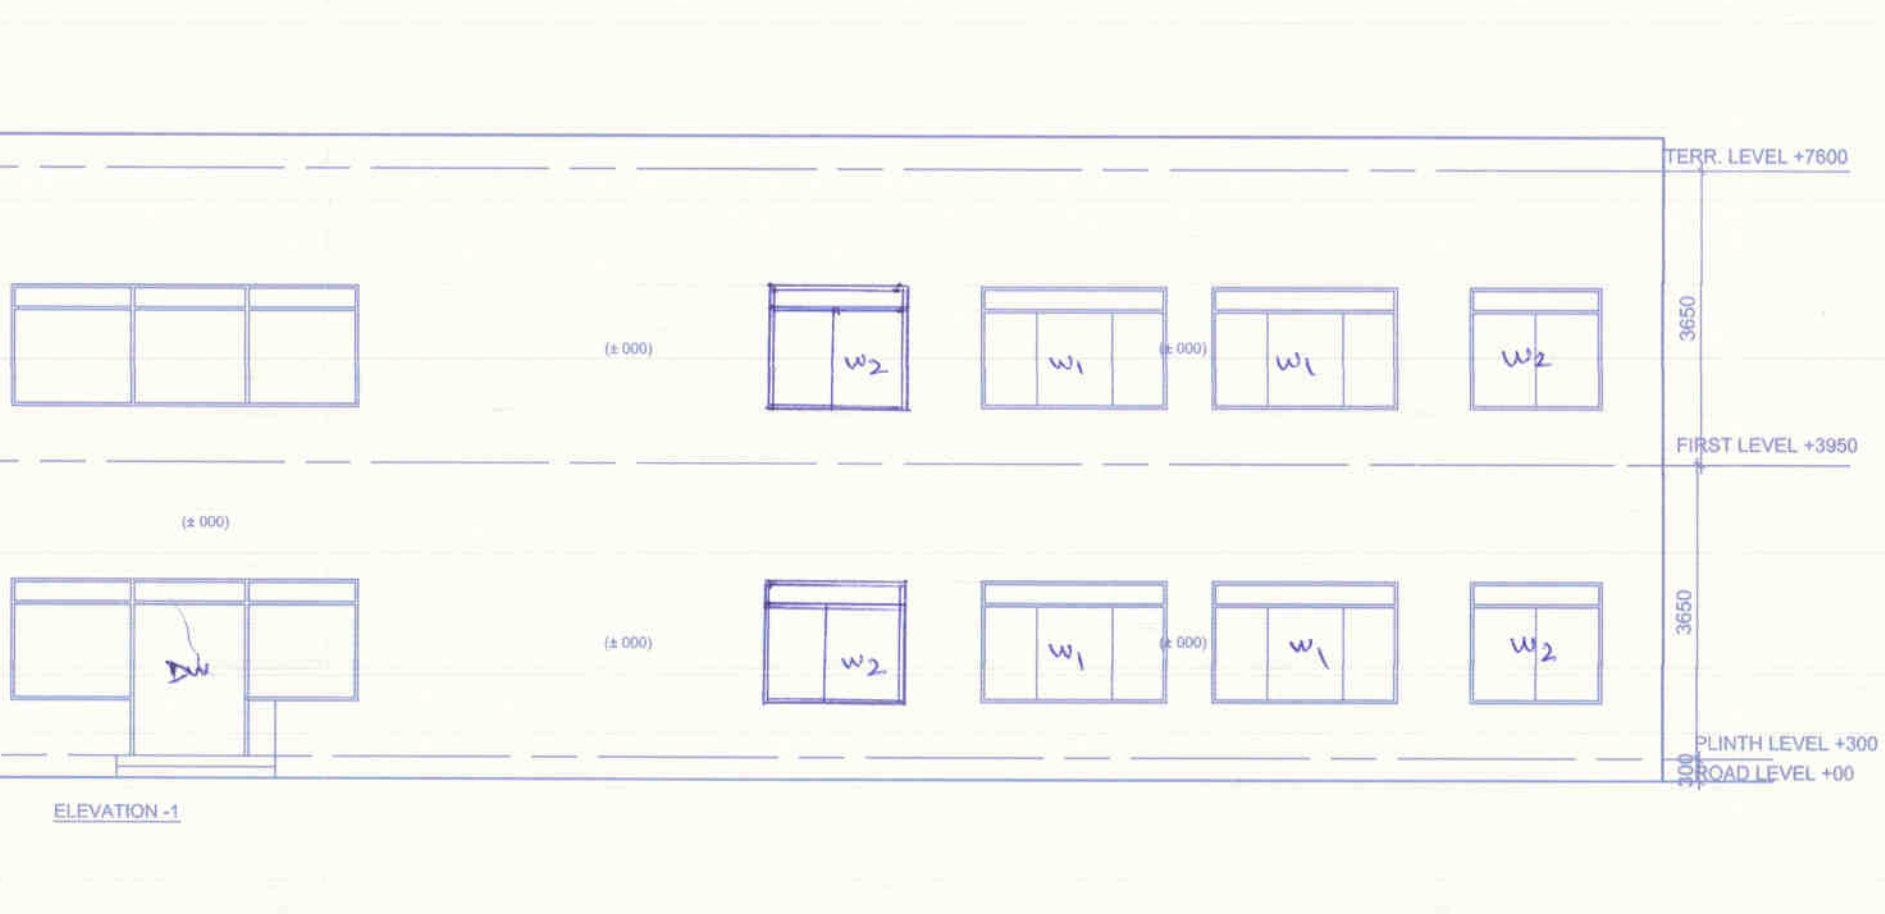 TERR. LEVEL +7600
3650
(± 000)
W2
W1
(± 000)
W1
W2
FIRST LEVEL +3950
(± 000)
3650
DW
(± 000)
W2
W1
(± 000)
W1
W2
PLINTH LEVEL +300
300
ROAD LEVEL +00
ELEVATION -1